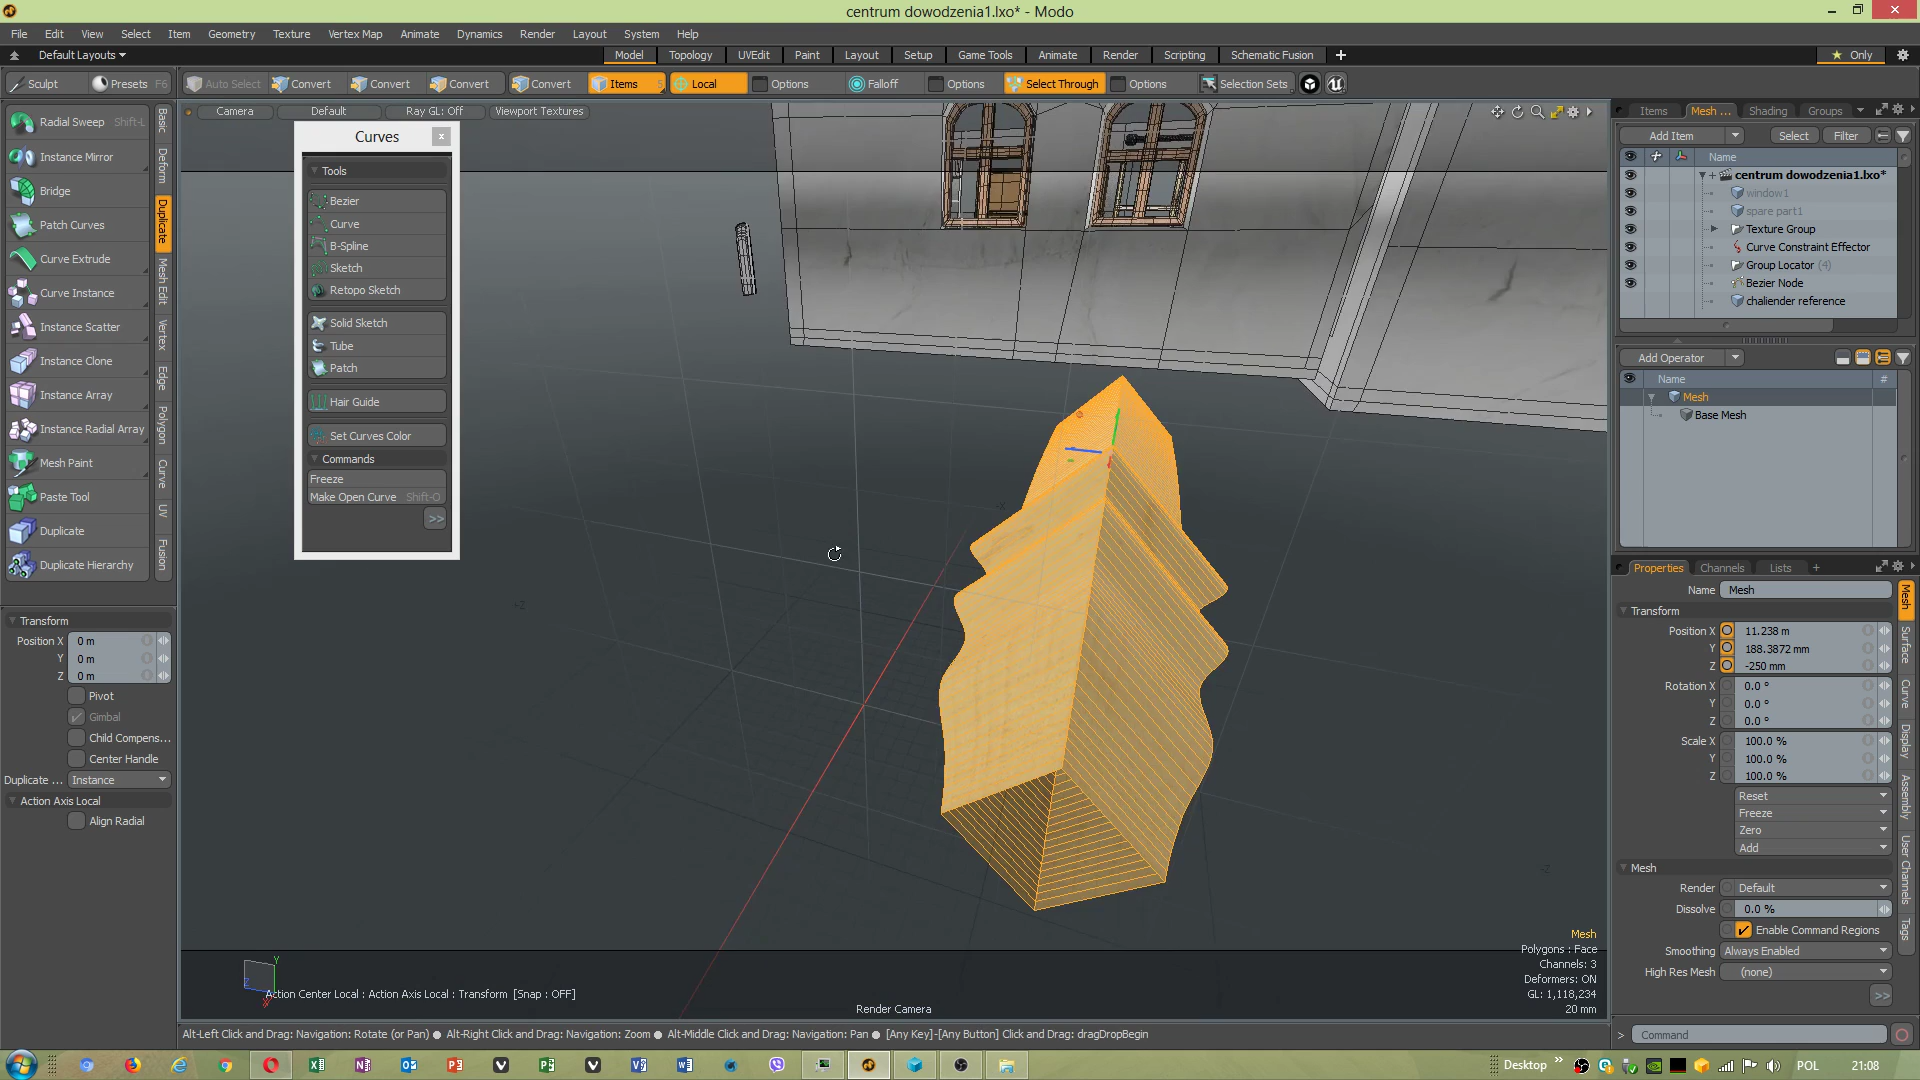 centrum dowodzenia1.lxo* - Modo
File Edit View Select Item Geometry Texture Vertex Map Animate Dynamics Render Layout System Help
Default Layouts
Model Topology UVEdit Paint Layout Setup Game Tools Animate Render Scripting Schematic Fusion
Only
Sculpt Presets F6 Auto Select Convert Convert Convert Convert Items 5 Local Options Falloff Options Select Through Options Selection Sets
Radial Sweep Shift-L
Instance Mirror
Bridge
Patch Curves
Curve Extrude
Curve Instance
Instance Scatter
Instance Clone
Instance Array
Instance Radial Array
Mesh Paint
Paste Tool
Duplicate
Duplicate Hierarchy
Basic
Deform
Duplicate
Mesh Edit
Vertex
Edge
Polygon
Curve
UV
Fusion
Transform
Position X 0 m
Y 0 m
Z 0 m
Pivot
Gimbal
Child Compens...
Center Handle
Duplicate ... Instance
Action Axis Local
Align Radial
Camera Default Ray GL: Off Viewport Textures
Curves x
Tools
Bezier
Curve
B-Spline
Sketch
Retopo Sketch
Solid Sketch
Tube
Patch
Hair Guide
Set Curves Color
Commands
Freeze
Make Open Curve Shift-O
>>
-X
+Z
-Z
Y
Z
X
Action Center Local : Action Axis Local : Transform [Snap : OFF]
Render Camera
Mesh
Polygons : Face
Channels: 3
Deformers: ON
GL: 1,118,234
20 mm
Items Mesh ... Shading Groups
Add Item Select Filter
Name
centrum dowodzenia1.lxo*
window1
spare part1
Texture Group
Curve Constraint Effector
Group Locator (4)
Bezier Node
chaliender reference
Add Operator
Name #
Mesh
Base Mesh
Properties Channels Lists +
Name Mesh
Transform
Position X 11.238 m
Y 188.3872 mm
Z -250 mm
Rotation X 0.0 °
Y 0.0 °
Z 0.0 °
Scale X 100.0 %
Y 100.0 %
Z 100.0 %
Reset
Freeze
Zero
Add
Mesh
Render Default
Dissolve 0.0 %
Enable Command Regions
Smoothing Always Enabled
High Res Mesh (none)
>>
Mesh
Surface
Curve
Display
Assembly
User Channels
Tags
Alt-Left Click and Drag: Navigation: Rotate (or Pan) ● Alt-Right Click and Drag: Navigation: Zoom ● Alt-Middle Click and Drag: Navigation: Pan ● [Any Key]-[Any Button] Click and Drag: dragDropBegin
> Command
Desktop » POL 21:08